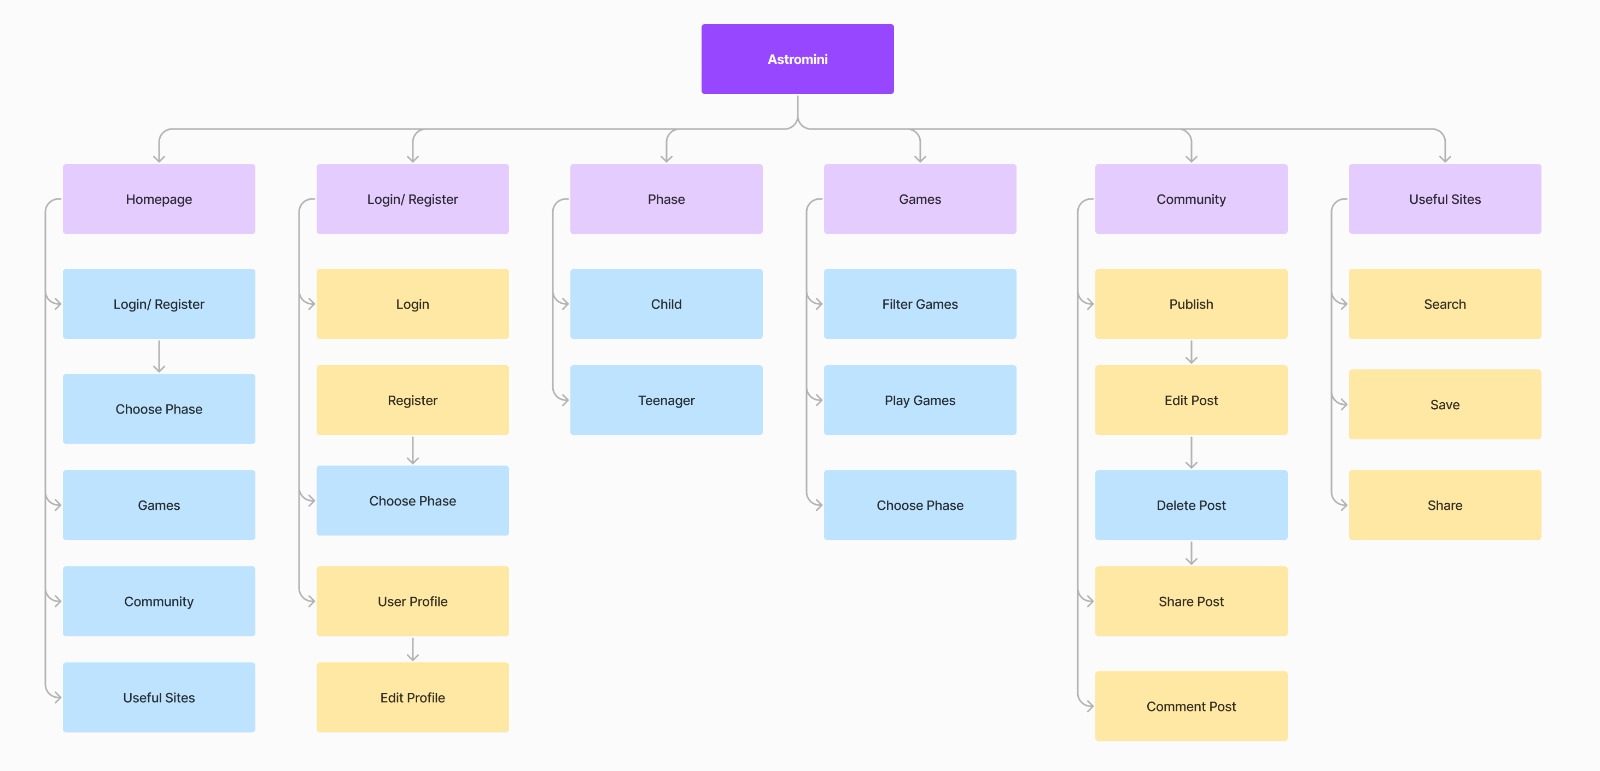 Astromini
Homepage
Login/ Register
Phase
Games
Community
Useful Sites
Login/ Register
Choose Phase
Games
Community
Useful Sites
Login
Register
Choose Phase
User Profile
Edit Profile
Child
Teenager
Filter Games
Play Games
Choose Phase
Publish
Edit Post
Delete Post
Share Post
Comment Post
Search
Save
Share